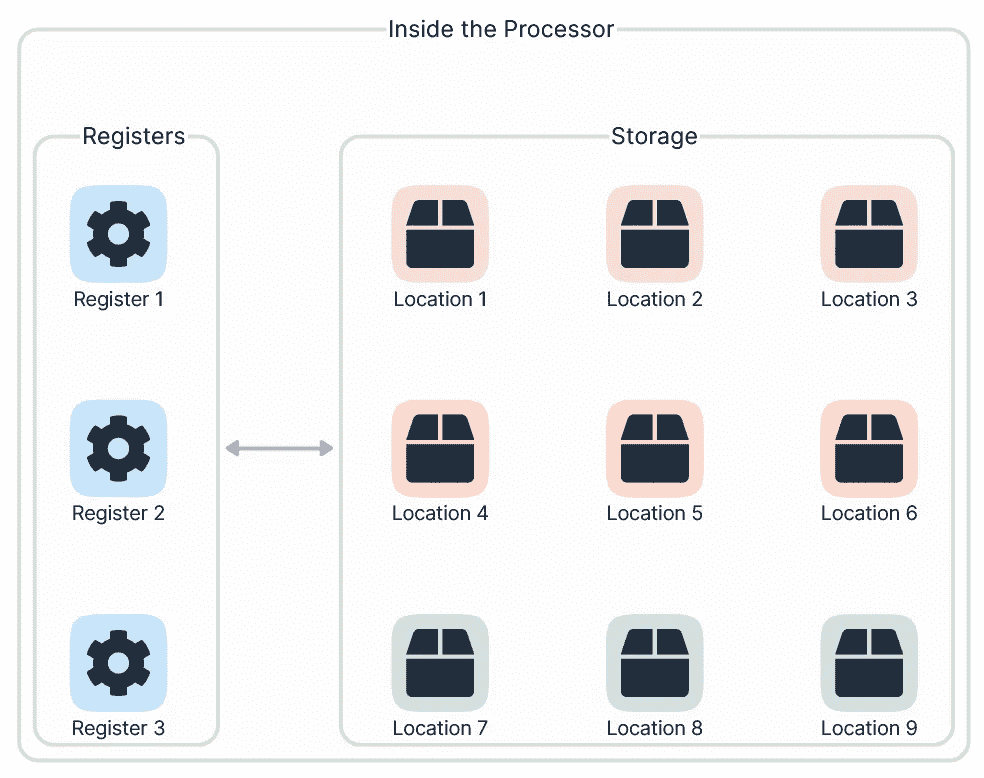 Inside the Processor
Registers
Storage
Register 1
Location 1
Location 2
Location 3
Register 2
Location 4
Location 5
Location 6
Register 3
Location 7
Location 8
Location 9